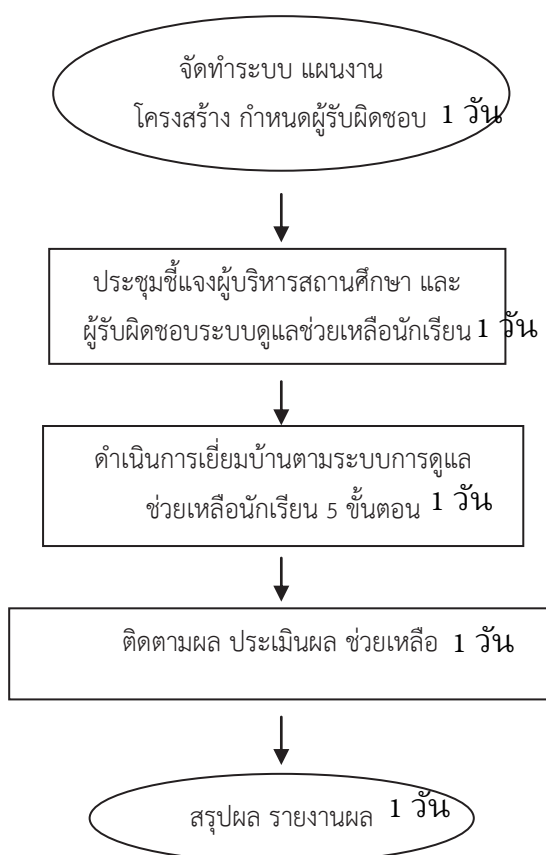 จัดทำระบบ แผนงาน
โครงสร้าง กำหนดผู้รับผิดชอบ 1 วัน
ประชุมชี้แจงผู้บริหารสถานศึกษา และ
ผู้รับผิดชอบระบบดูแลช่วยเหลือนักเรียน 1 วัน
ดำเนินการเยี่ยมบ้านตามระบบการดูแล
ช่วยเหลือนักเรียน 5 ขั้นตอน 1 วัน
ติดตามผล ประเมินผล ช่วยเหลือ 1 วัน
สรุปผล รายงานผล 1 วัน